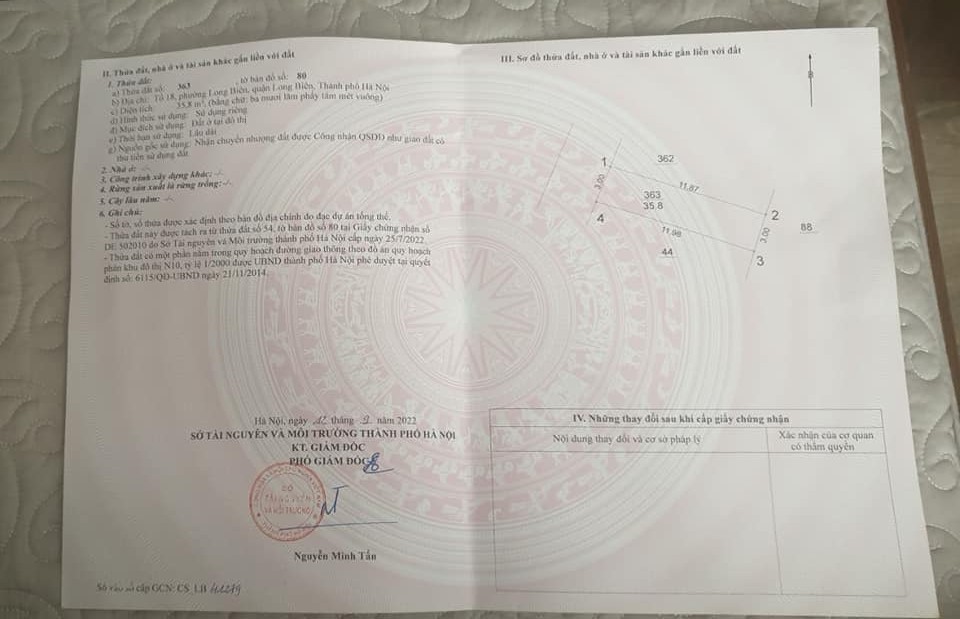 II. Thửa đất, nhà ở và tài sản khác gắn liền với đất
1. Thửa đất:
a) Thửa đất số: 363 , tờ bản đồ số: 80
b) Địa chỉ: Tổ 18, phường Long Biên, quận Long Biên, Thành phố Hà Nội
c) Diện tích: 35,8 m², (bằng chữ: ba mươi lăm phẩy tám mét vuông)
d) Hình thức sử dụng: Sử dụng riêng
đ) Mục đích sử dụng: Đất ở tại đô thị
e) Thời hạn sử dụng: Lâu dài
g) Nguồn gốc sử dụng: Nhận chuyển nhượng đất được Công nhận QSDĐ như giao đất có
thu tiền sử dụng đất
2. Nhà ở: -/-
3. Công trình xây dựng khác: -/-
4. Rừng sản xuất là rừng trồng: -/-
5. Cây lâu năm: -/-
6. Ghi chú:
- Số tờ, số thửa được xác định theo bản đồ địa chính do đạc dự án tổng thể.
- Thửa đất này được tách ra từ thửa đất số 54, tờ bản đồ số 80 tại Giấy chứng nhận số
DE 502010 do Sở Tài nguyên và Môi trường thành phố Hà Nội cấp ngày 25/7/2022.
- Thửa đất có một phần nằm trong quy hoạch đường giao thông theo đồ án quy hoạch
phân khu đô thị N10, tỷ lệ 1/2000 được UBND thành phố Hà Nội phê duyệt tại quyết
định số: 6115/QĐ-UBND ngày 21/11/2014.
Hà Nội, ngày 12 tháng 9 năm 2022
SỞ TÀI NGUYÊN VÀ MÔI TRƯỜNG THÀNH PHỐ HÀ NỘI
KT. GIÁM ĐỐC
PHÓ GIÁM ĐỐC
SỞ
TÀI NGUYÊN
VÀ MÔI TRƯỜNG
Nguyễn Minh Tấn
Số vào sổ cấp GCN: CS_LB
III. Sơ đồ thửa đất, nhà ở và tài sản khác gắn liền với đất
B
1
362
3.00
11.87
363
35.8
4
2
11.98
3.00
88
44
3
IV. Những thay đổi sau khi cấp giấy chứng nhận
Nội dung thay đổi và cơ sở pháp lý
Xác nhận của cơ quan
có thẩm quyền